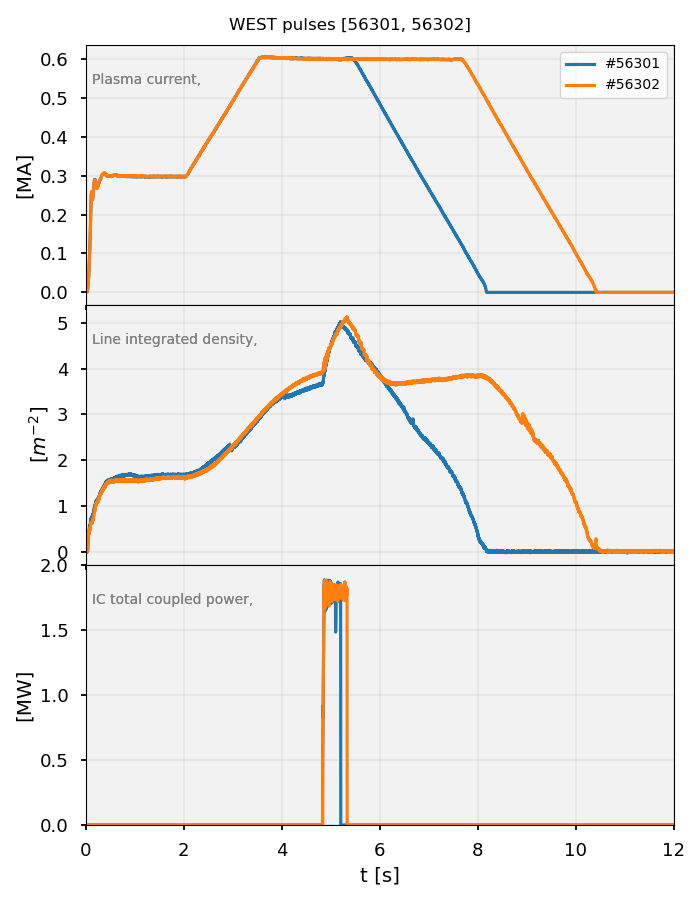 WEST pulses [56301, 56302]
0.6
0.5
0.4
0.3
0.2
0.1
0.0
[MA]
Plasma current,
#56301
#56302
5
4
3
2
1
0
[m⁻²]
Line integrated density,
2.0
1.5
1.0
0.5
0.0
[MW]
IC total coupled power,
0 2 4 6 8 10 12
t [s]